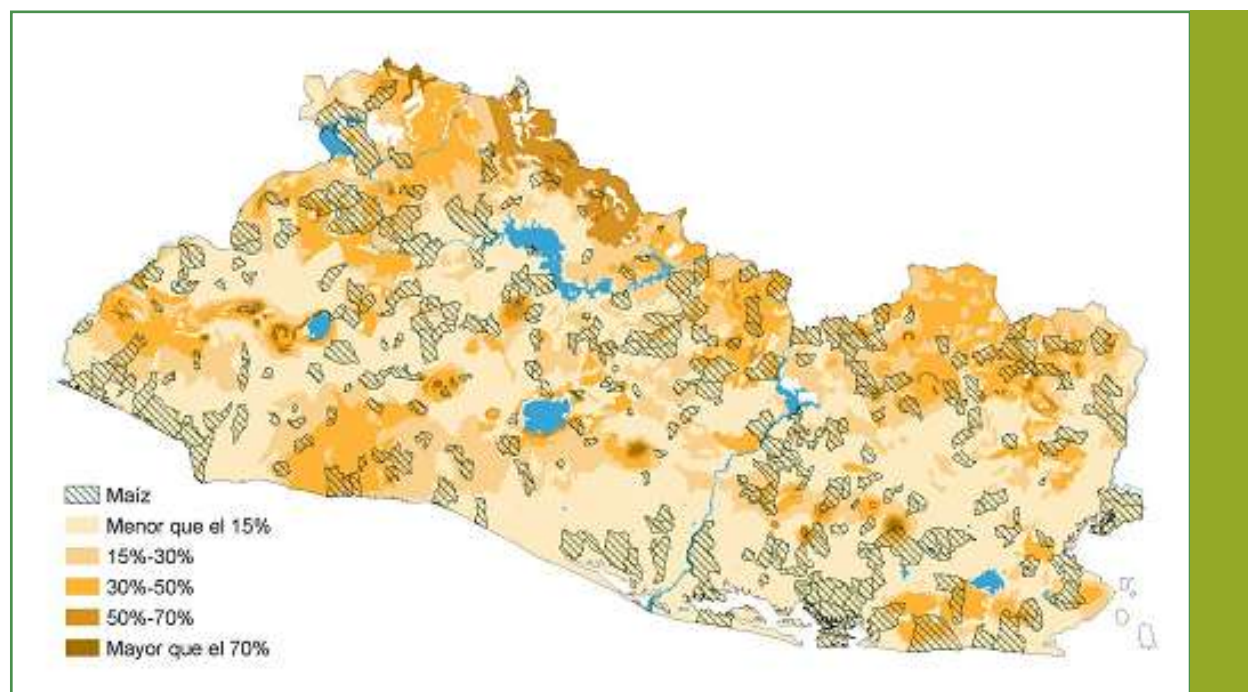 Maíz
Menor que el 15%
15%-30%
30%-50%
50%-70%
Mayor que el 70%